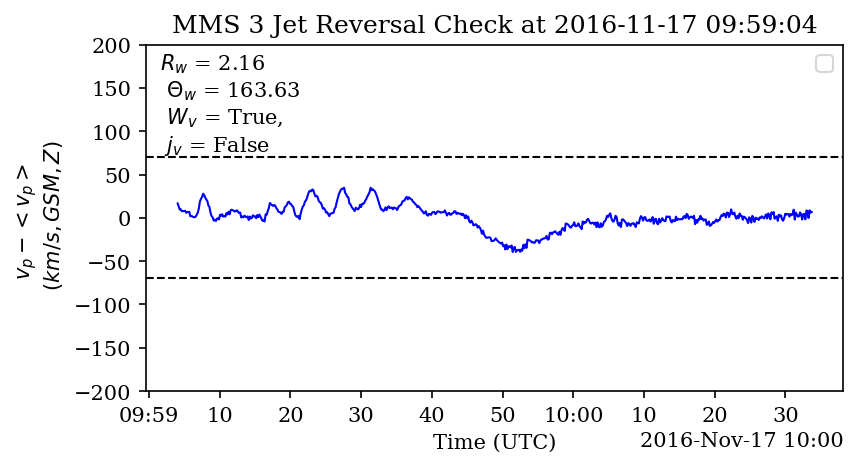 MMS 3 Jet Reversal Check at 2016-11-17 09:59:04
R_w = 2.16
Θ_w = 163.63
W_v = True,
j_v = False
v_p − < v_p >
(km/s, GSM, Z)
200
150
100
50
0
−50
−100
−150
−200
09:59 10 20 30 40 50 10:00 10 20 30
Time (UTC)
2016-Nov-17 10:00